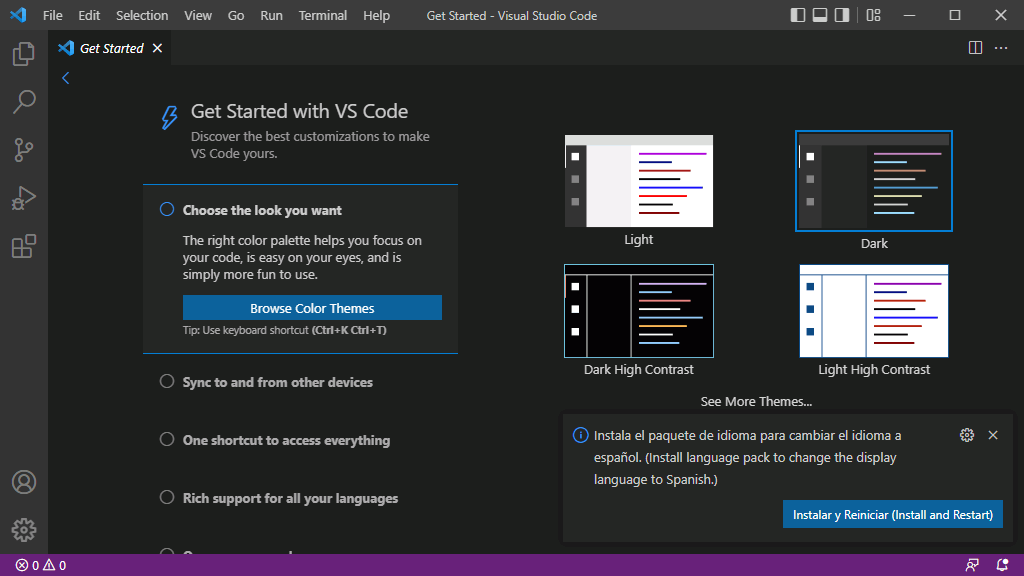 File Edit Selection View Go Run Terminal Help Get Started - Visual Studio Code
Get Started
Get Started with VS Code
Discover the best customizations to make
VS Code yours.
Choose the look you want
The right color palette helps you focus on
your code, is easy on your eyes, and is
simply more fun to use.
Browse Color Themes
Tip: Use keyboard shortcut (Ctrl+K Ctrl+T)
Sync to and from other devices
One shortcut to access everything
Rich support for all your languages
Light
Dark
Dark High Contrast
Light High Contrast
See More Themes...
Instala el paquete de idioma para cambiar el idioma a
español. (Install language pack to change the display
language to Spanish.)
Instalar y Reiniciar (Install and Restart)
0 0